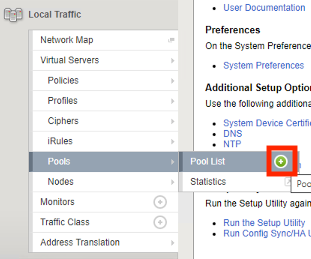 Local Traffic
Network Map
Virtual Servers
Policies
Profiles
Ciphers
iRules
Pools
Nodes
Monitors
Traffic Class
Address Translation
Pool List
Statistics
User Documentation
Preferences
On the System Preference
System Preferences
Additional Setup Option
Use the following additiona
System Device Certific
DNS
NTP
Poo
Run the Setup Utility again
Run the Setup Utility
Run Config Sync/HA U